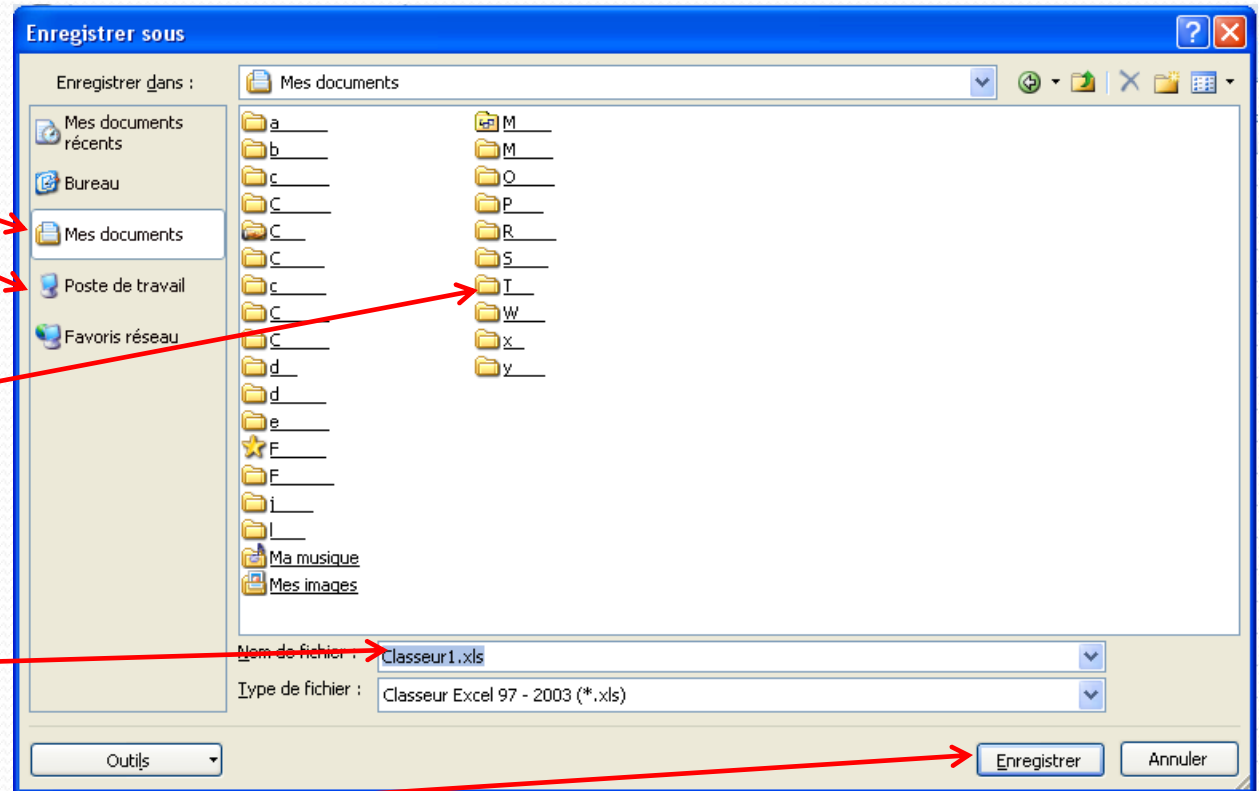 Enregistrer sous
Enregistrer dans :
Mes documents
Mes documents
récents
Bureau
Mes documents
Poste de travail
Favoris réseau
a
b
c
C
C
C
c
C
C
d
d
e
F
F
i
l
Ma musique
Mes images
M
M
O
P
R
S
T
W
x
y
Nom de fichier :
Classeur1.xls
Type de fichier :
Classeur Excel 97 - 2003 (*.xls)
Outils
Enregistrer
Annuler